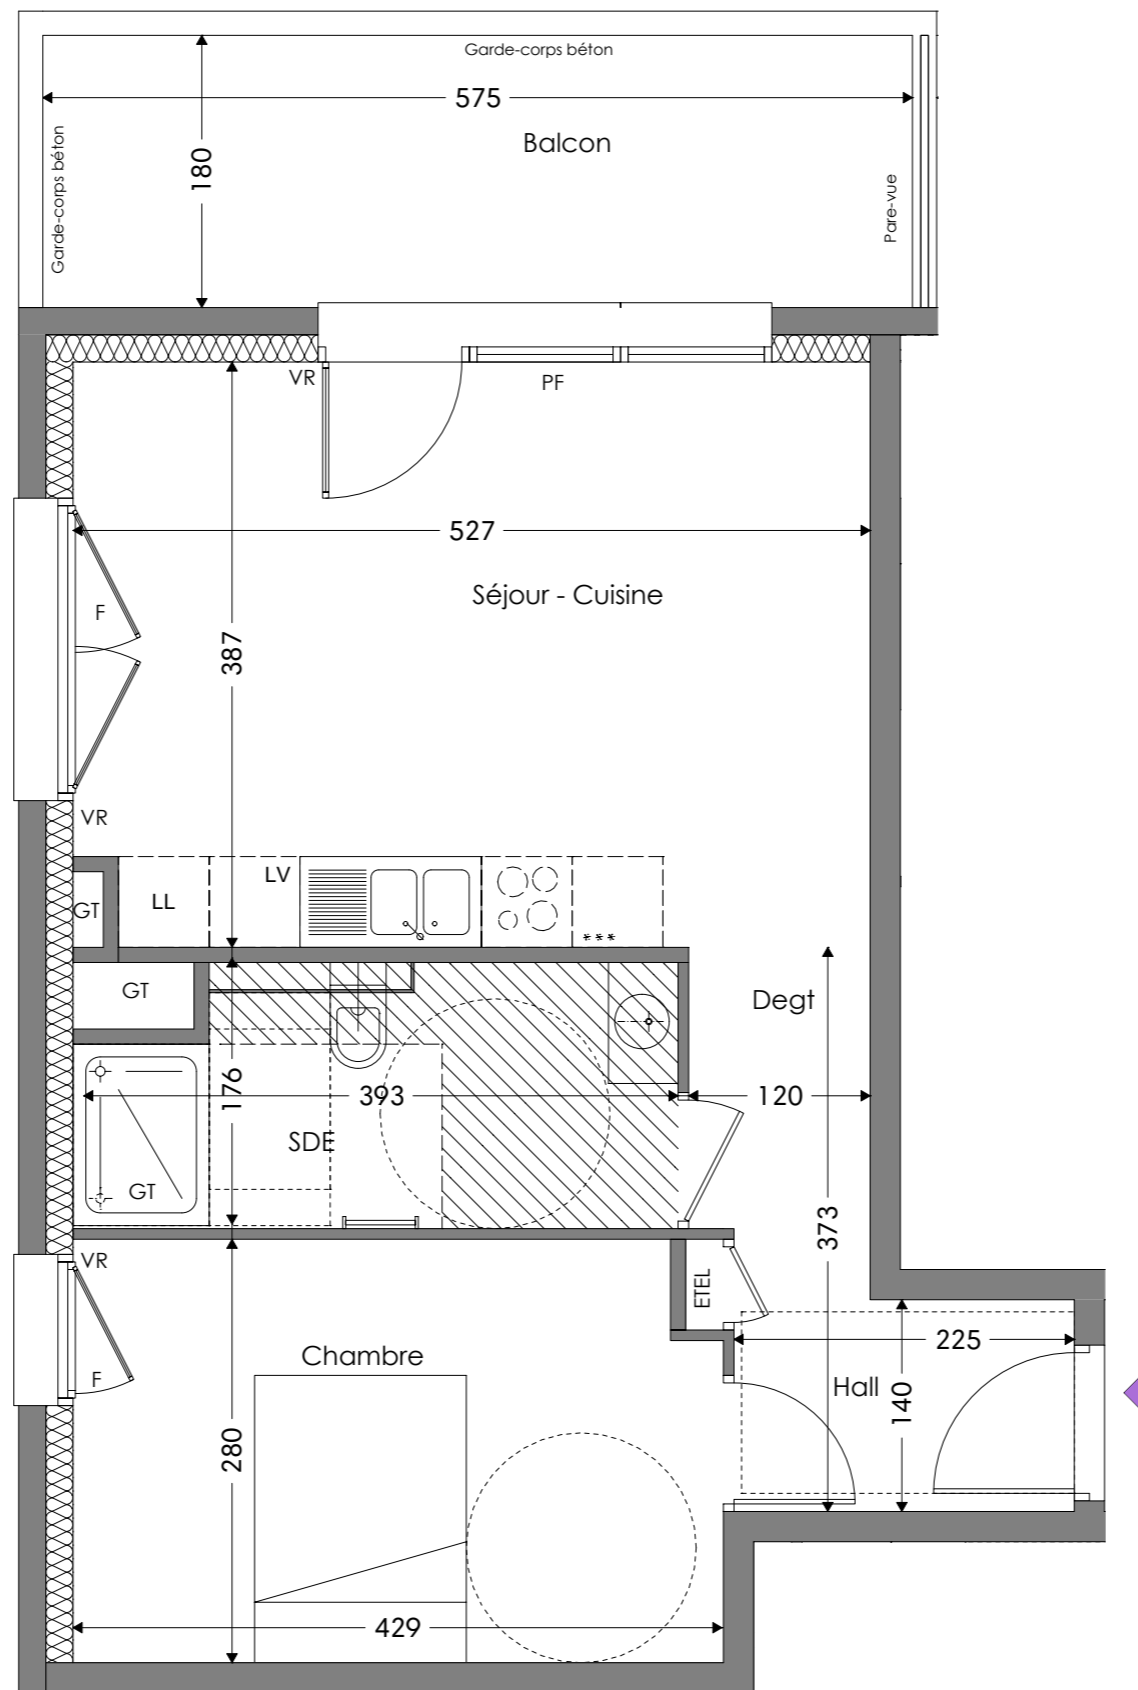 Garde-corps béton
575
Balcon
Garde-corps béton
180
Pare-vue
VR
PF
527
Séjour - Cuisine
F
387
VR
LV
LL
GT
***
GT
Degt
176
393
120
SDE
GT
373
VR
ETEL
225
Chambre
F
Hall
140
280
429